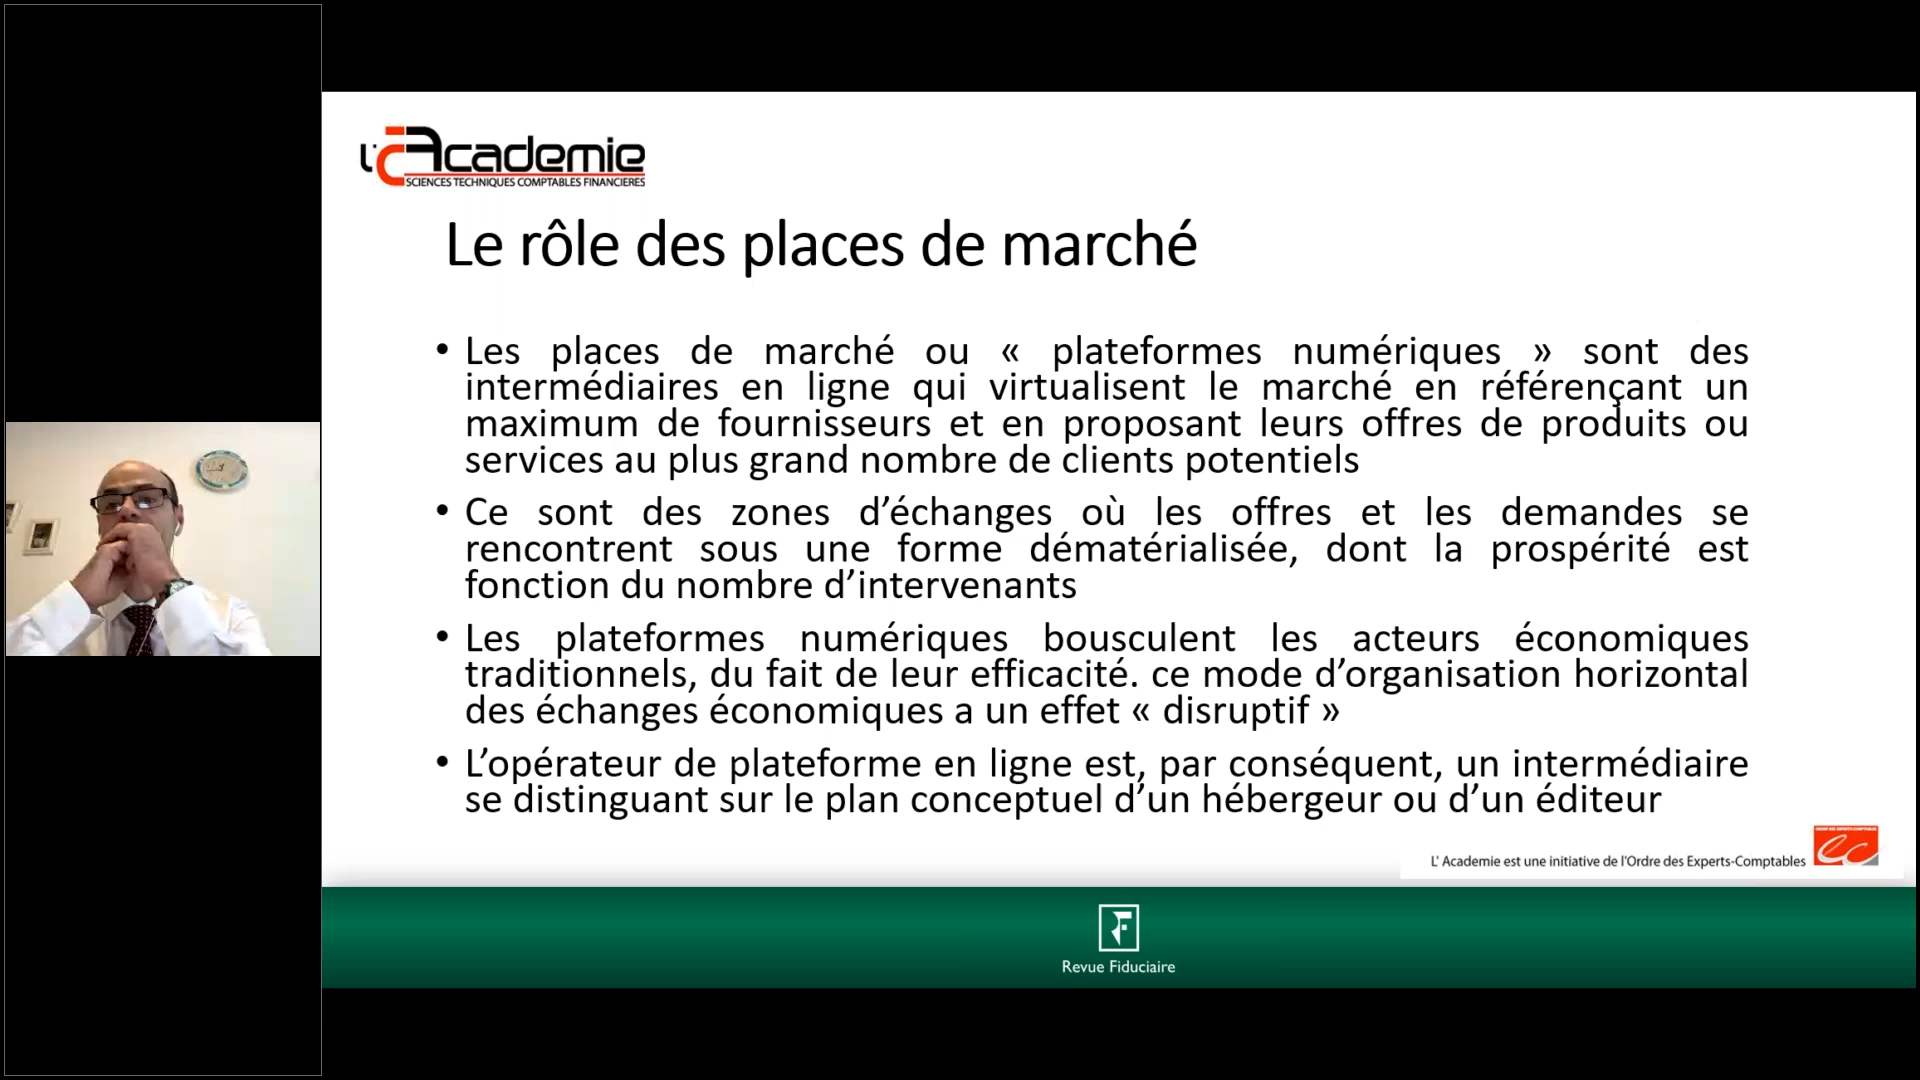 L'Academie
SCIENCES TECHNIQUES COMPTABLES FINANCIERES
Le rôle des places de marché
• Les places de marché ou « plateformes numériques » sont des
intermédiaires en ligne qui virtualisent le marché en référençant un
maximum de fournisseurs et en proposant leurs offres de produits ou
services au plus grand nombre de clients potentiels
• Ce sont des zones d’échanges où les offres et les demandes se
rencontrent sous une forme dématérialisée, dont la prospérité est
fonction du nombre d’intervenants
• Les plateformes numériques bousculent les acteurs économiques
traditionnels, du fait de leur efficacité. ce mode d’organisation horizontal
des échanges économiques a un effet « disruptif »
• L’opérateur de plateforme en ligne est, par conséquent, un intermédiaire
se distinguant sur le plan conceptuel d’un hébergeur ou d’un éditeur
ORDRE DES EXPERTS-COMPTABLES
ec
L' Academie est une initiative de l'Ordre des Experts-Comptables
RF
Revue Fiduciaire